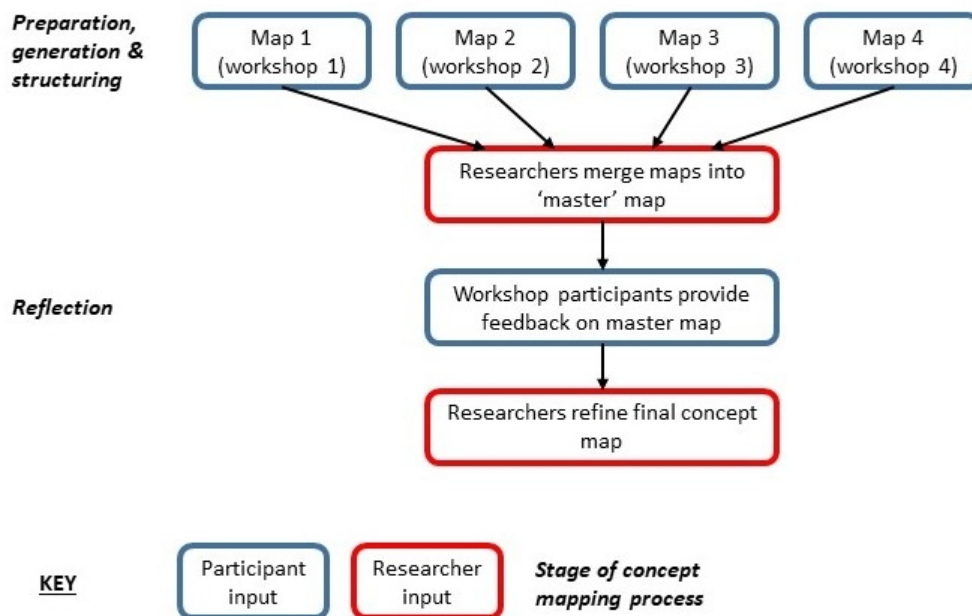 Preparation,
generation &
structuring
Map 1
(workshop 1)
Map 2
(workshop 2)
Map 3
(workshop 3)
Map 4
(workshop 4)
Researchers merge maps into
‘master’ map
Reflection
Workshop participants provide
feedback on master map
Researchers refine final concept
map
KEY
Participant
input
Researcher
input
Stage of concept
mapping process